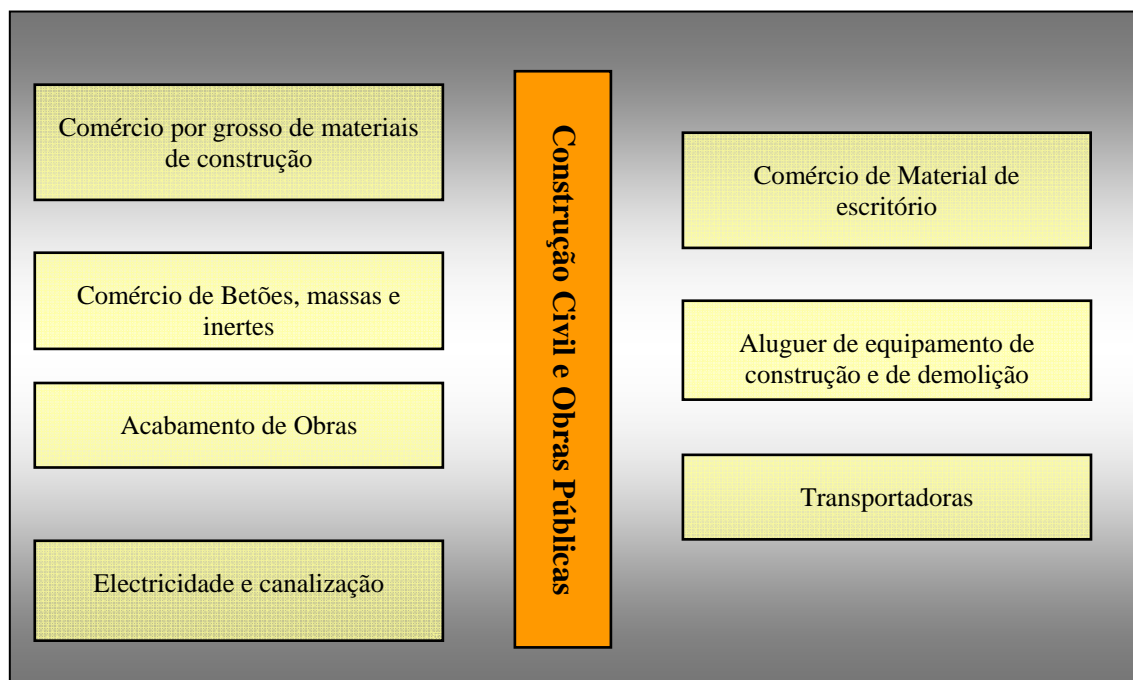 Comércio por grosso de materiais
de construção
Comércio de Betões, massas e
inertes
Acabamento de Obras
Electricidade e canalização
Construção Civil e Obras Públicas
Comércio de Material de
escritório
Aluguer de equipamento de
construção e de demolição
Transportadoras